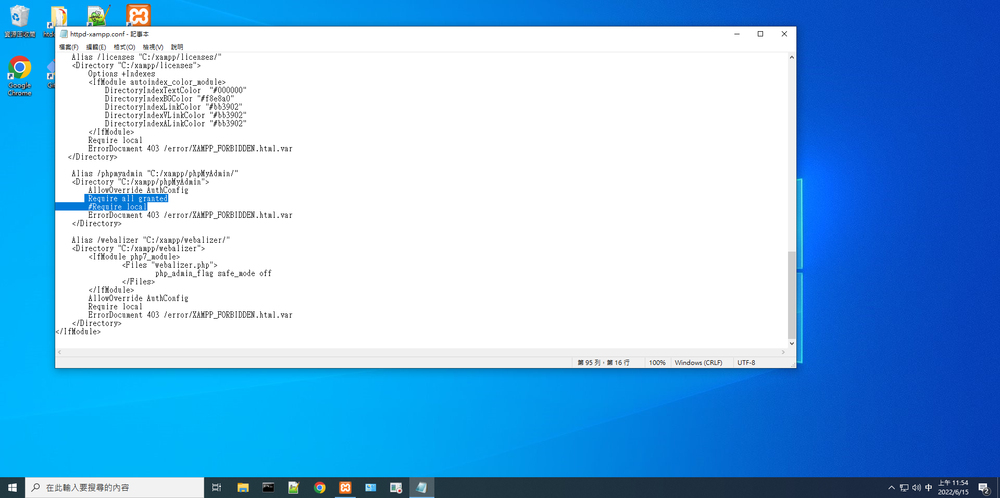 資源回收筒
Google
Chrome
httpd-xampp.conf - 記事本
檔案(F) 編輯(E) 格式(O) 檢視(V) 說明
Alias /licenses "C:/xampp/licenses/"
<Directory "C:/xampp/licenses">
Options +Indexes
<IfModule autoindex_color_module>
DirectoryIndexTextColor  "#000000"
DirectoryIndexBGColor "#f8e8a0"
DirectoryIndexLinkColor "#bb3902"
DirectoryIndexVLinkColor "#bb3902"
DirectoryIndexALinkColor "#bb3902"
</IfModule>
Require local
ErrorDocument 403 /error/XAMPP_FORBIDDEN.html.var
</Directory>
Alias /phpmyadmin "C:/xampp/phpMyAdmin/"
<Directory "C:/xampp/phpMyAdmin">
AllowOverride AuthConfig
Require all granted
#Require local
ErrorDocument 403 /error/XAMPP_FORBIDDEN.html.var
</Directory>
Alias /webalizer "C:/xampp/webalizer/"
<Directory "C:/xampp/webalizer">
<IfModule php7_module>
<Files "webalizer.php">
php_admin_flag safe_mode off
</Files>
</IfModule>
AllowOverride AuthConfig
Require local
ErrorDocument 403 /error/XAMPP_FORBIDDEN.html.var
</Directory>
</IfModule>
第 95 列，第 16 行 100% Windows (CRLF) UTF-8
在此輸入要搜尋的內容
中
上午 11:54
2022/6/15
2